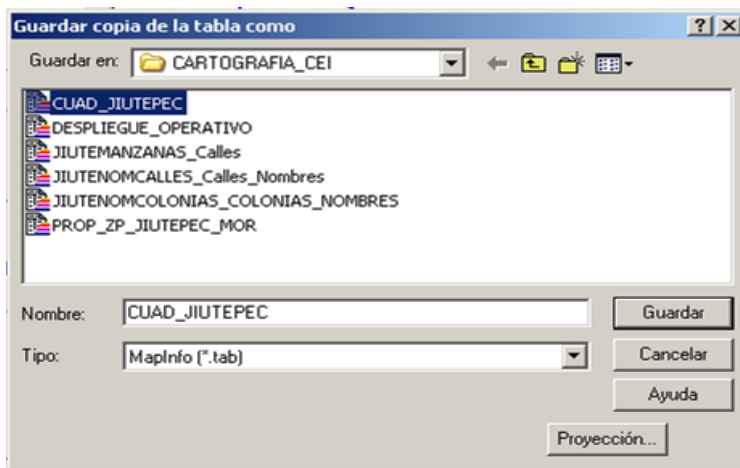 Guardar copia de la tabla como
Guardar en: CARTOGRAFIA_CEI
CUAD_JIUTEPEC
DESPLIEGUE_OPERATIVO
JIUTEMANZANAS_Calles
JIUTENOMCALLES_Calles_Nombres
JIUTENOMCOLONIAS_COLONIAS_NOMBRES
PROP_ZP_JIUTEPEC_MOR
Nombre: CUAD_JIUTEPEC Guardar
Tipo: MapInfo (*.tab) Cancelar
Ayuda
Proyección...